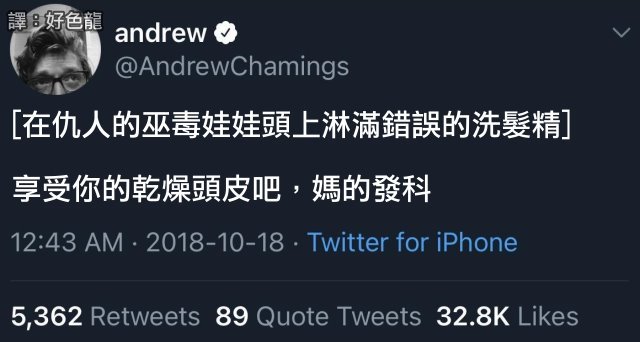 譯：好色龍
andrew
@AndrewChamings
[在仇人的巫毒娃娃頭上淋滿錯誤的洗髮精]
享受你的乾燥頭皮吧，媽的發科
12:43 AM · 2018-10-18 · Twitter for iPhone
5,362 Retweets 89 Quote Tweets 32.8K Likes